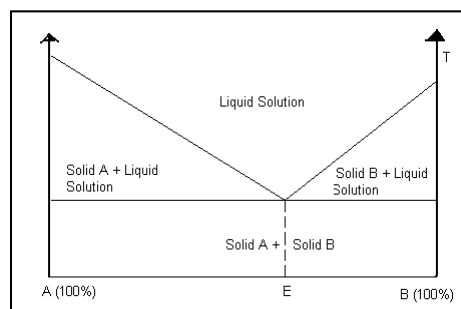 T
Liquid Solution
Solid A + Liquid
Solution
Solid B + Liquid
Solution
Solid A +
Solid B
A (100%)
E
B (100%)